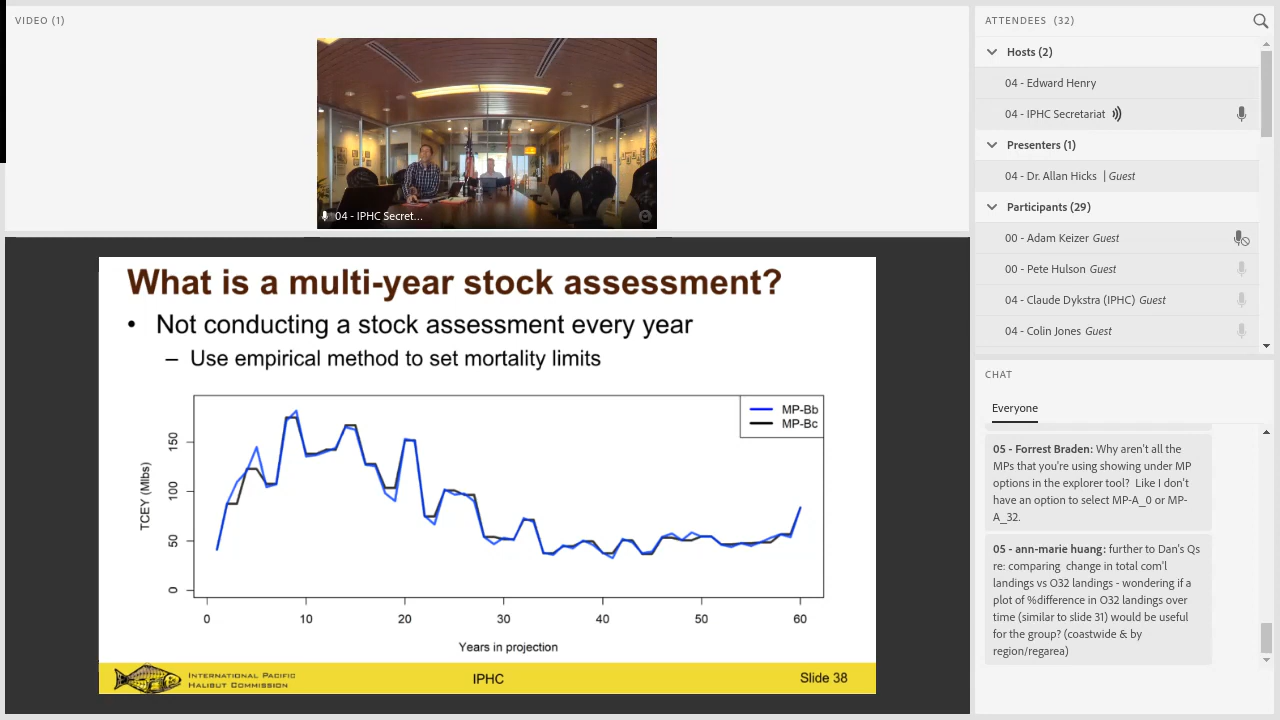 VIDEO (1)
04 - IPHC Secret...
What is a multi-year stock assessment?
• Not conducting a stock assessment every year
– Use empirical method to set mortality limits
MP-Bb
MP-Bc
TCEY (Mlbs)
150
100
50
0
0 10 20 30 40 50 60
Years in projection
INTERNATIONAL PACIFIC
HALIBUT COMMISSION
IPHC
Slide 38
ATTENDEES (32)
Hosts (2)
04 - Edward Henry
04 - IPHC Secretariat
Presenters (1)
04 - Dr. Allan Hicks | Guest
Participants (29)
00 - Adam Keizer Guest
00 - Pete Hulson Guest
04 - Claude Dykstra (IPHC) Guest
04 - Colin Jones Guest
CHAT
Everyone
05 - Forrest Braden: Why aren't all the
MPs that you're using showing under MP
options in the explorer tool? Like I don't
have an option to select MP-A_0 or MP-
A_32.
05 - ann-marie huang: further to Dan's Qs
re: comparing change in total com'l
landings vs O32 landings - wondering if a
plot of %difference in O32 landings over
time (similar to slide 31) would be useful
for the group? (coastwide & by
region/regarea)